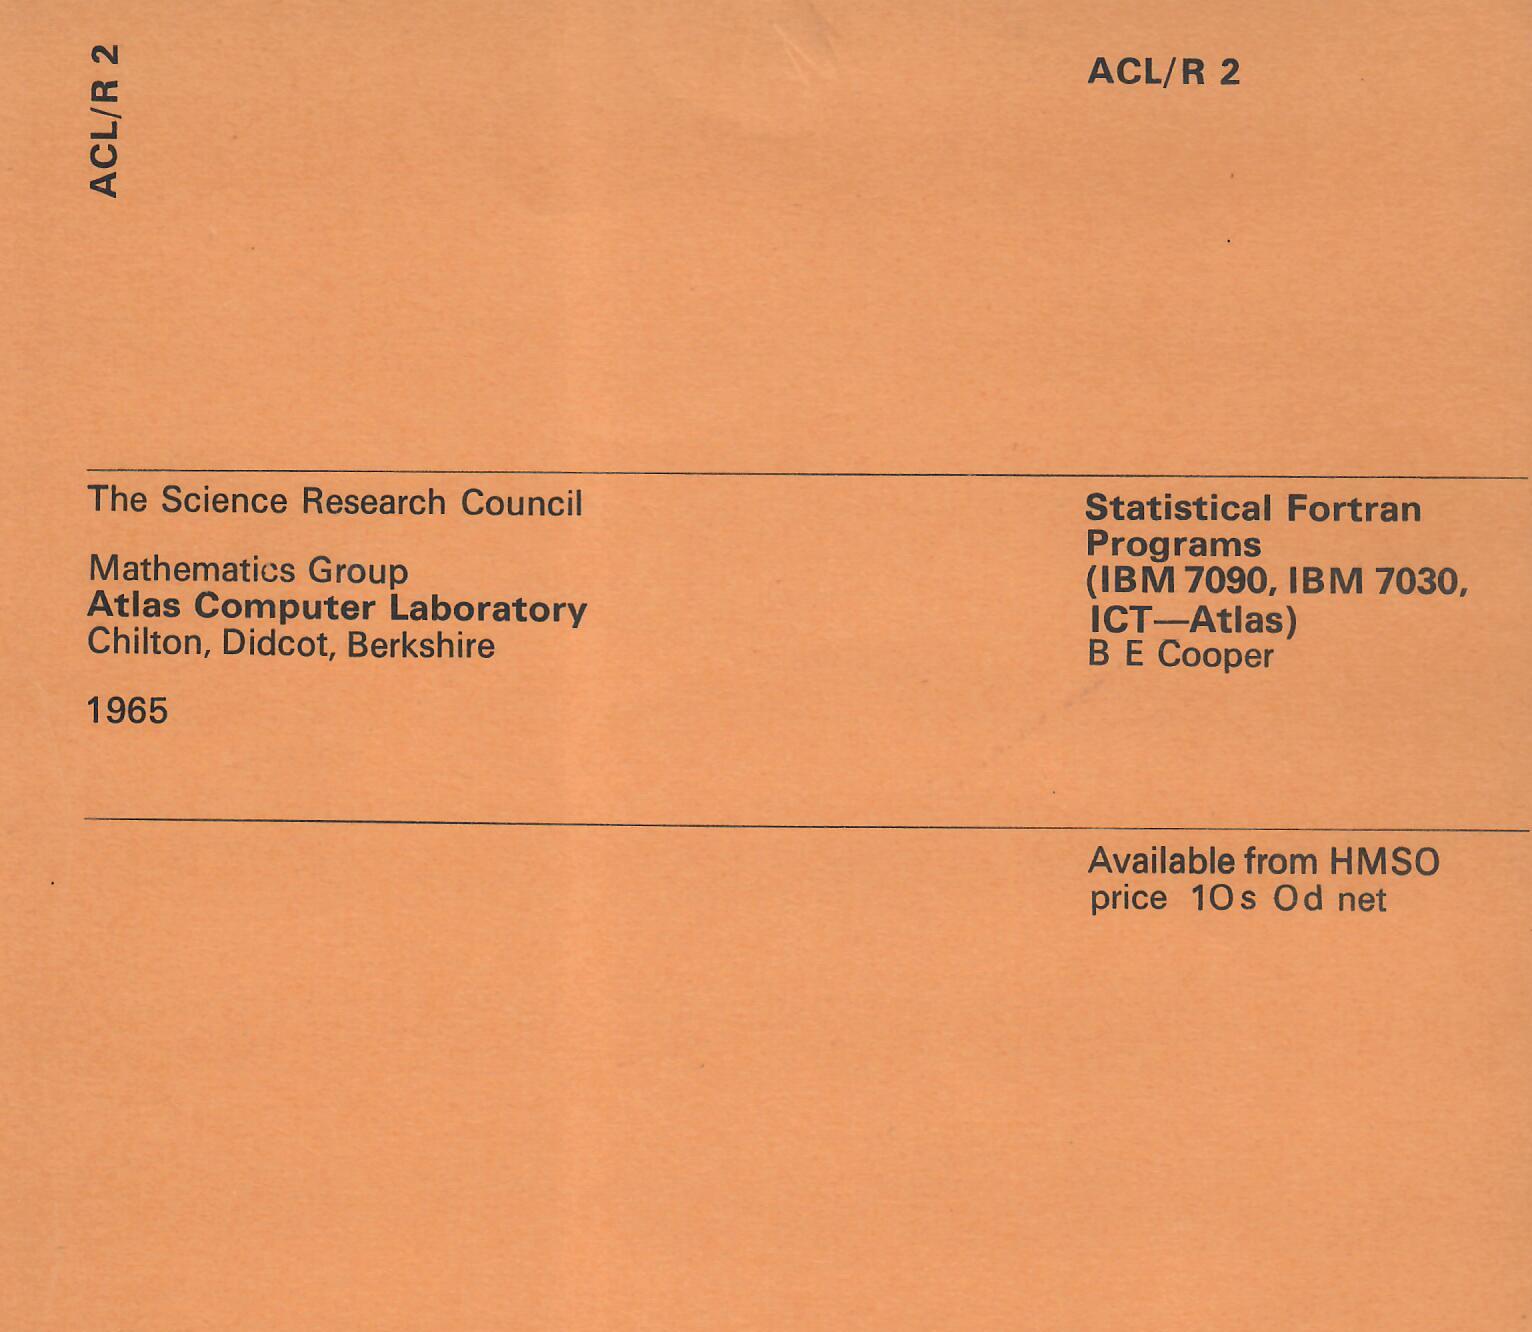 ACL/R 2
ACL/R 2
The Science Research Council
Mathematics Group
Atlas Computer Laboratory
Chilton, Didcot, Berkshire
1965
Statistical Fortran
Programs
(IBM 7090, IBM 7030,
ICT—Atlas)
B E Cooper
Available from HMSO
price 10s 0d net